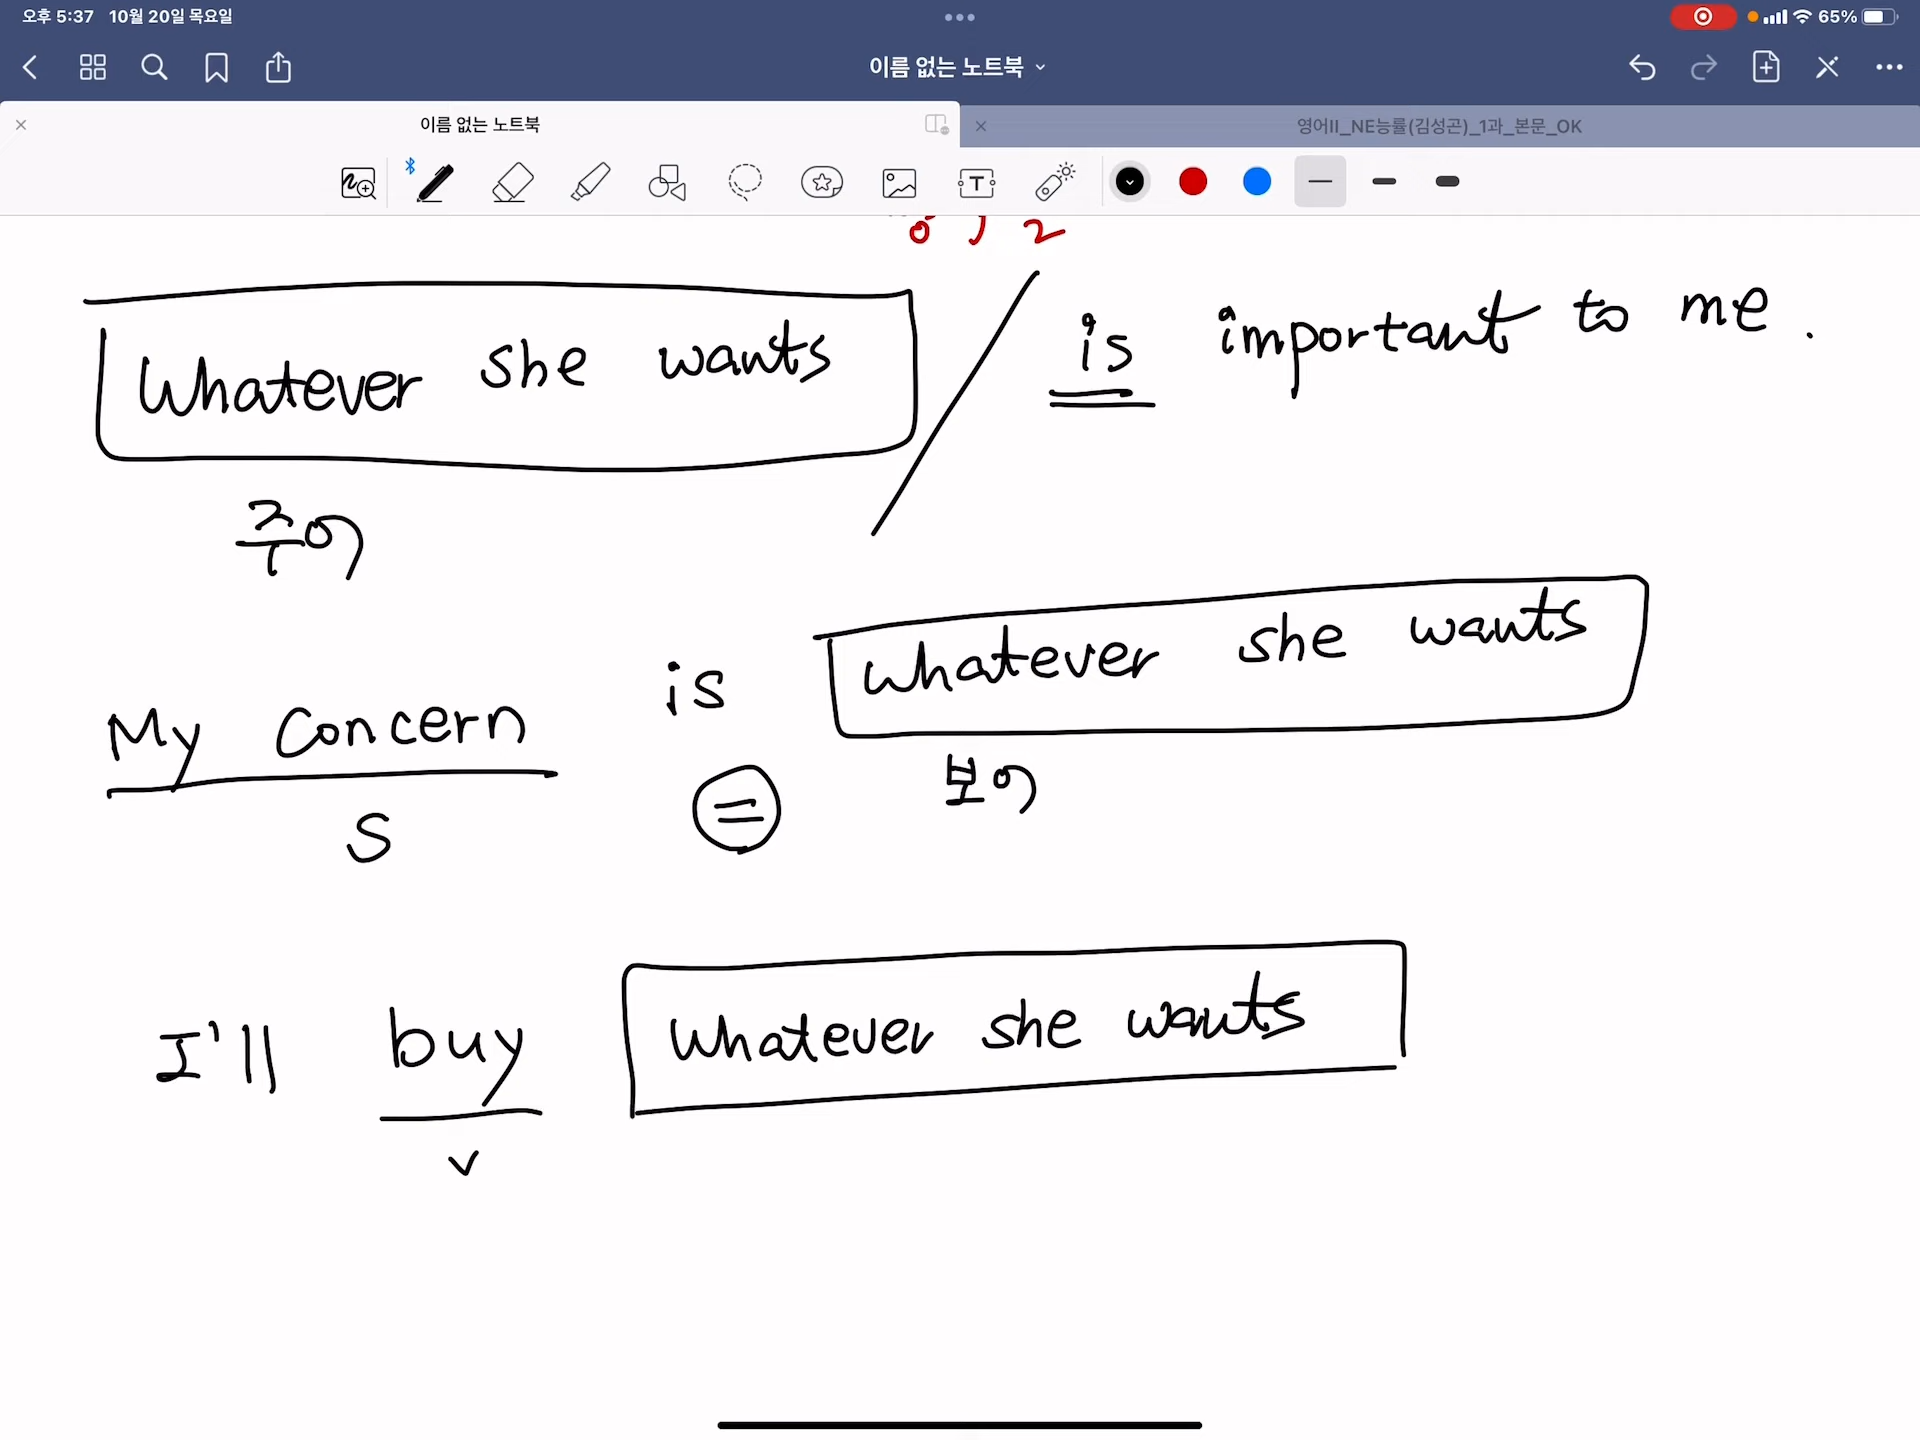 오후 5:37 10월 20일 목요일 65%
이름 없는 노트북
이름 없는 노트북 영어II_NE능률(김성곤)_1과_본문_OK
T
2
Whatever she wants / is important to me.
주어
My Concern is whatever she wants
S = 보어
I'll buy whatever she wants
v